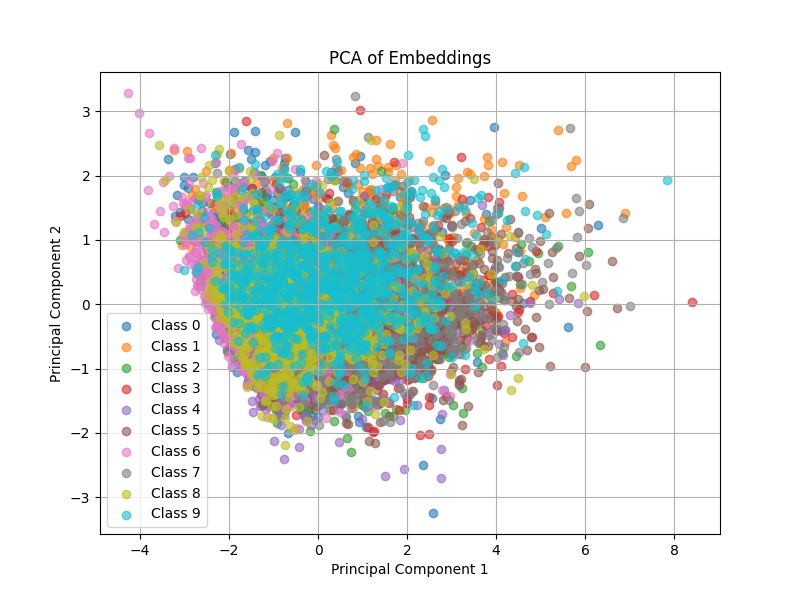 PCA of Embeddings
Principal Component 2
3
2
1
0
−1
−2
−3
Class 0
Class 1
Class 2
Class 3
Class 4
Class 5
Class 6
Class 7
Class 8
Class 9
−4 −2 0 2 4 6 8
Principal Component 1